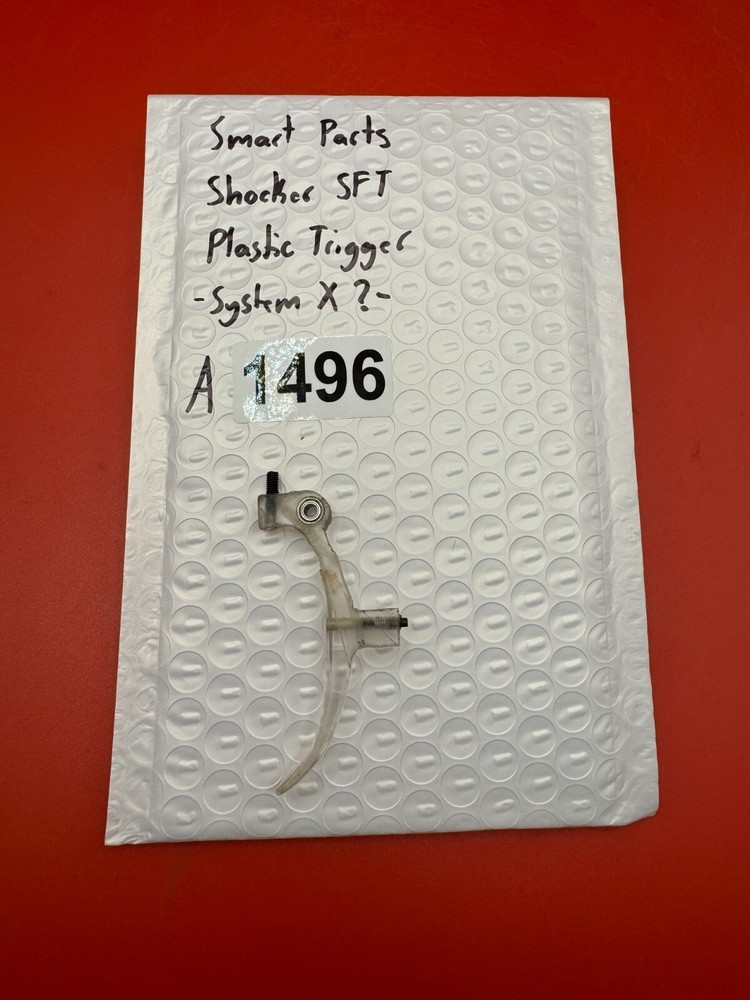 Smart Parts
Shocker SFT
Plastic Trigger
-System X?-
A 1496